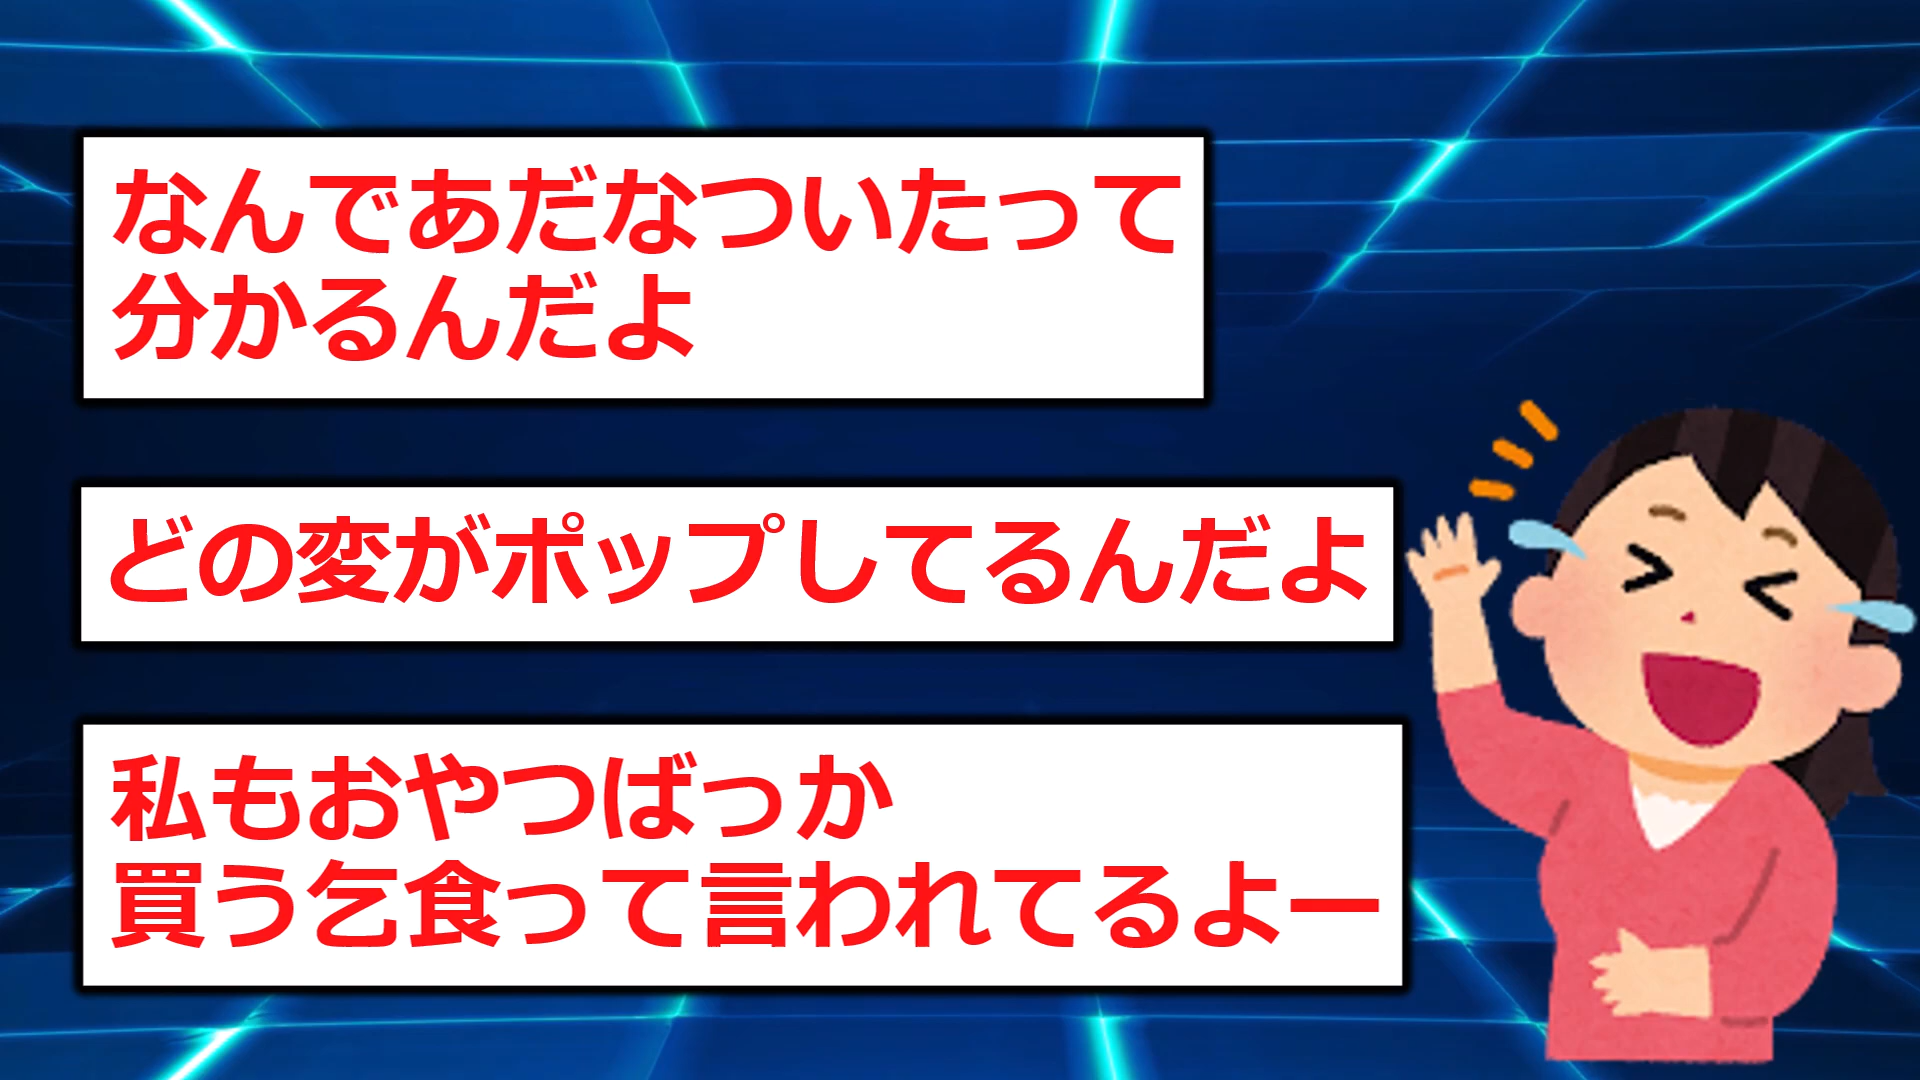 なんであだなついたって
分かるんだよ
どの変がポップしてるんだよ
私もおやつばっか
買う乞食って言われてるよー